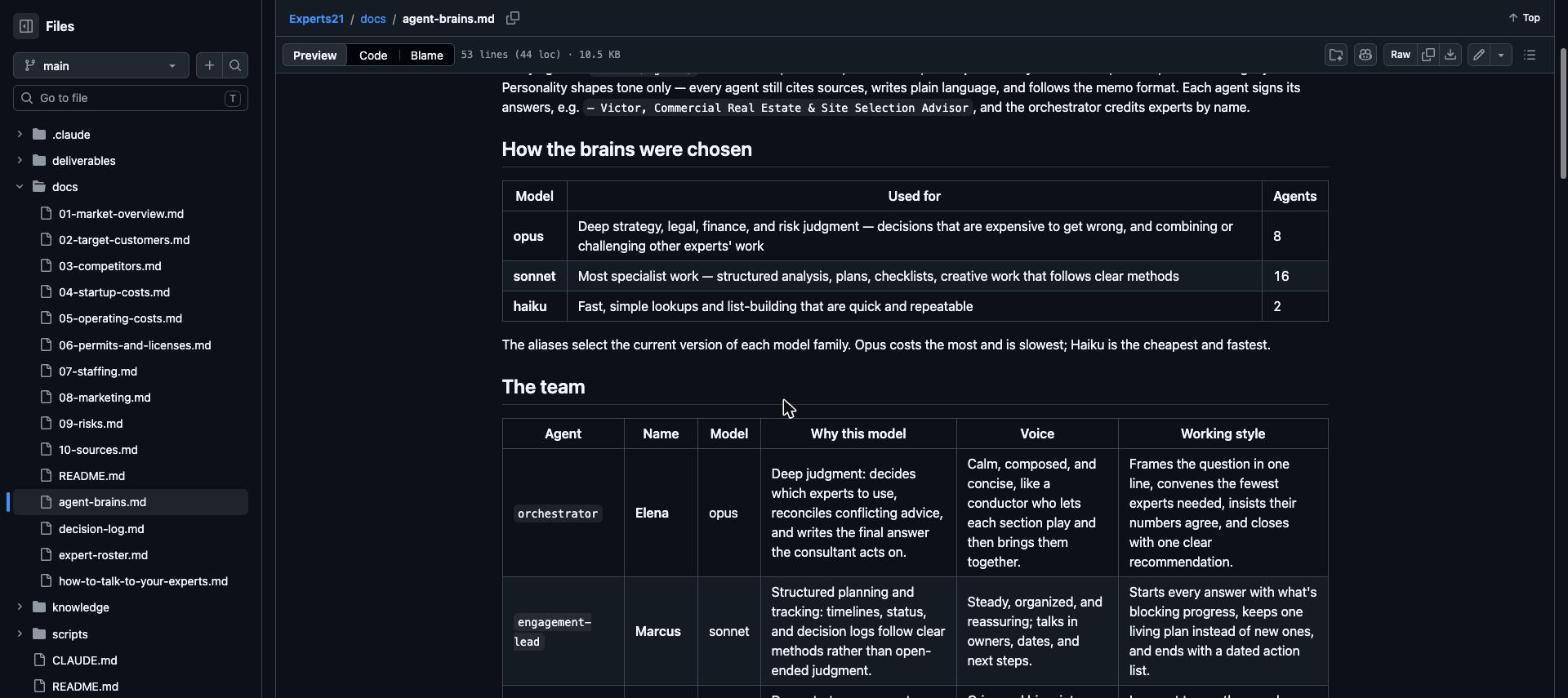 Files
main
Go to file
T
.claude
deliverables
docs
01-market-overview.md
02-target-customers.md
03-competitors.md
04-startup-costs.md
05-operating-costs.md
06-permits-and-licenses.md
07-staffing.md
08-marketing.md
09-risks.md
10-sources.md
README.md
agent-brains.md
decision-log.md
expert-roster.md
how-to-talk-to-your-experts.md
knowledge
scripts
CLAUDE.md
README.md
Experts21 / docs / agent-brains.md
Top
Preview Code Blame 53 lines (44 loc) · 10.5 KB
Raw
Personality shapes tone only — every agent still cites sources, writes plain language, and follows the memo format. Each agent signs its
answers, e.g. — Victor, Commercial Real Estate & Site Selection Advisor, and the orchestrator credits experts by name.
How the brains were chosen
Model Used for Agents
opus Deep strategy, legal, finance, and risk judgment — decisions that are expensive to get wrong, and combining or
challenging other experts' work 8
sonnet Most specialist work — structured analysis, plans, checklists, creative work that follows clear methods 16
haiku Fast, simple lookups and list-building that are quick and repeatable 2
The aliases select the current version of each model family. Opus costs the most and is slowest; Haiku is the cheapest and fastest.
The team
Agent Name Model Why this model Voice Working style
orchestrator
Elena
opus
Deep judgment: decides
which experts to use,
reconciles conflicting advice,
and writes the final answer
the consultant acts on.
Calm, composed, and
concise, like a
conductor who lets
each section play and
then brings them
together.
Frames the question in one
line, convenes the fewest
experts needed, insists their
numbers agree, and closes
with one clear
recommendation.
engagement-
lead
Marcus
sonnet
Structured planning and
tracking: timelines, status,
and decision logs follow clear
methods rather than open-
ended judgment.
Steady, organized, and
reassuring; talks in
owners, dates, and
next steps.
Starts every answer with what's
blocking progress, keeps one
living plan instead of new ones,
and ends with a dated action
list.